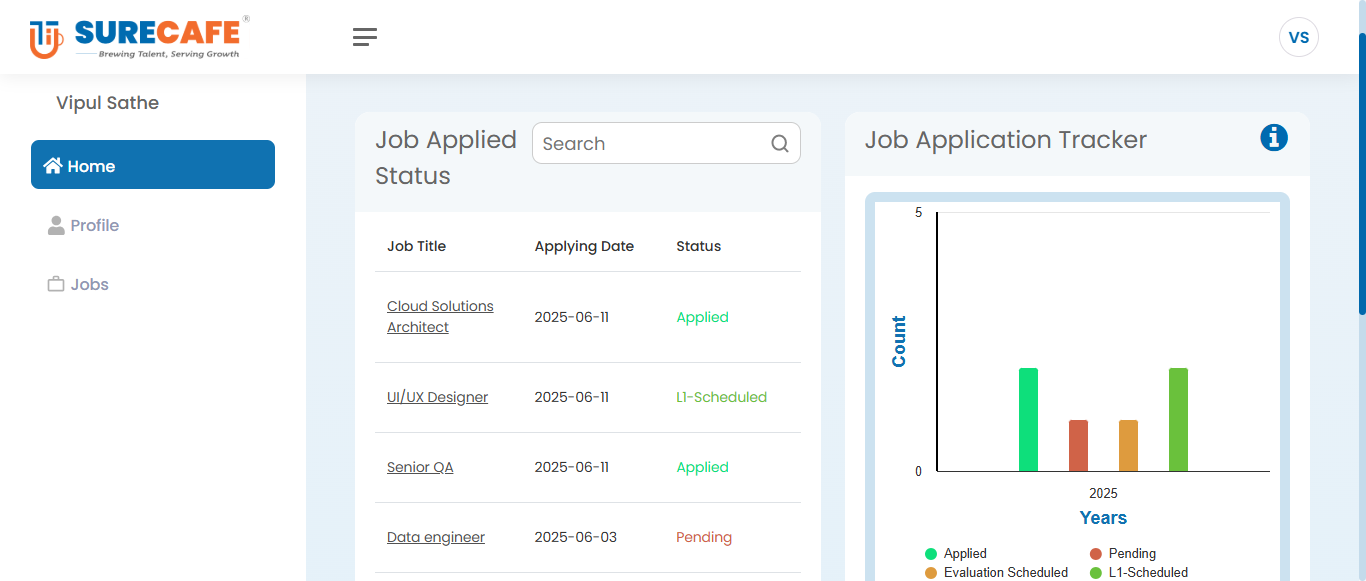 SURECAFE®
Brewing Talent, Serving Growth
VS
Vipul Sathe
Home
Profile
Jobs
Job Applied
Status
Search
Job Title Applying Date Status
Cloud Solutions
Architect
2025-06-11 Applied
UI/UX Designer 2025-06-11 L1-Scheduled
Senior QA 2025-06-11 Applied
Data engineer 2025-06-03 Pending
Job Application Tracker
5
Count
0
2025
Years
Applied Pending
Evaluation Scheduled L1-Scheduled